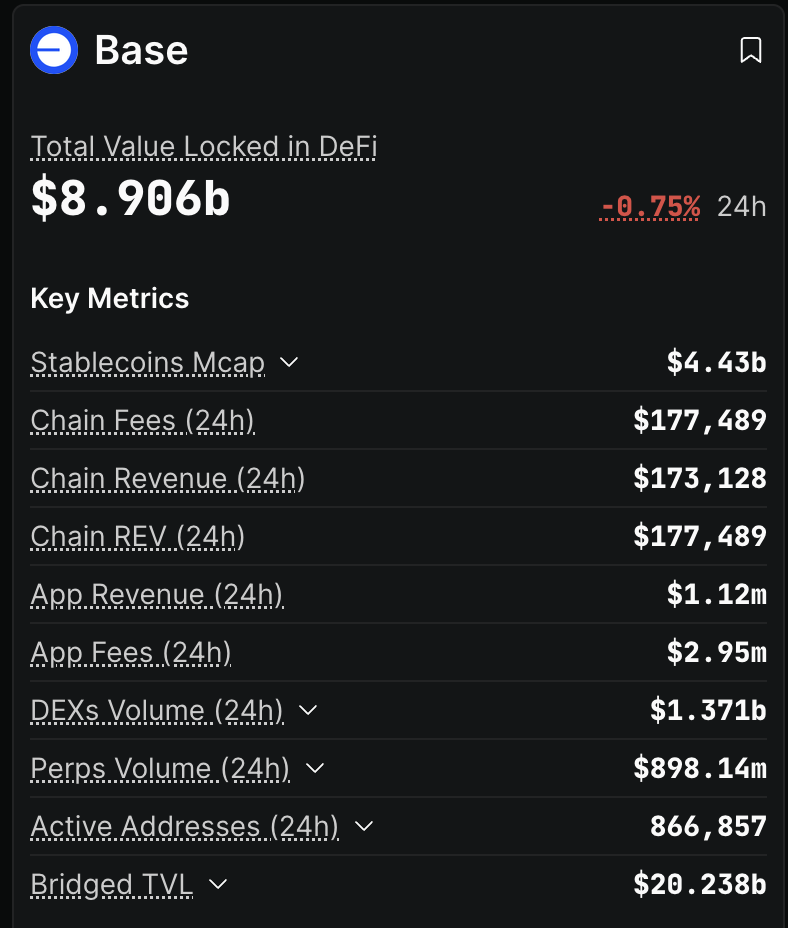 Base
Total Value Locked in DeFi
$8.906b -0.75% 24h
Key Metrics
Stablecoins Mcap $4.43b
Chain Fees (24h) $177,489
Chain Revenue (24h) $173,128
Chain REV (24h) $177,489
App Revenue (24h) $1.12m
App Fees (24h) $2.95m
DEXs Volume (24h) $1.371b
Perps Volume (24h) $898.14m
Active Addresses (24h) 866,857
Bridged TVL $20.238b